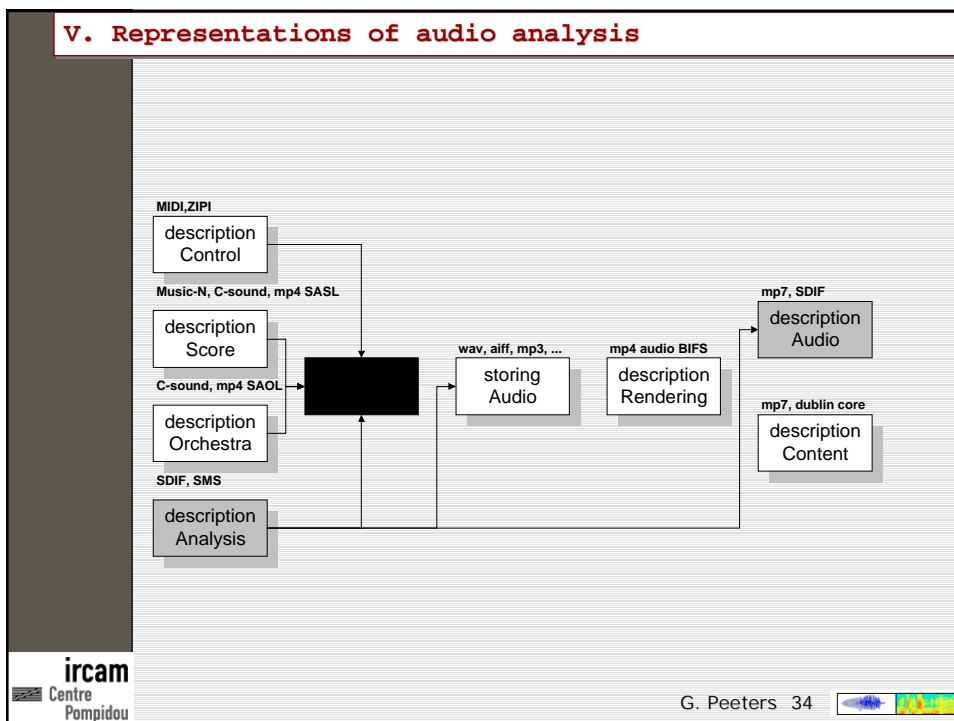 V. Representations of audio analysis
MIDI,ZIPI
description
Control
Music-N, C-sound, mp4 SASL
description
Score
C-sound, mp4 SAOL
description
Orchestra
SDIF, SMS
description
Analysis
wav, aiff, mp3, ...
storing
Audio
mp4 audio BIFS
description
Rendering
mp7, SDIF
description
Audio
mp7, dublin core
description
Content
ircam
Centre
Pompidou
G. Peeters 34